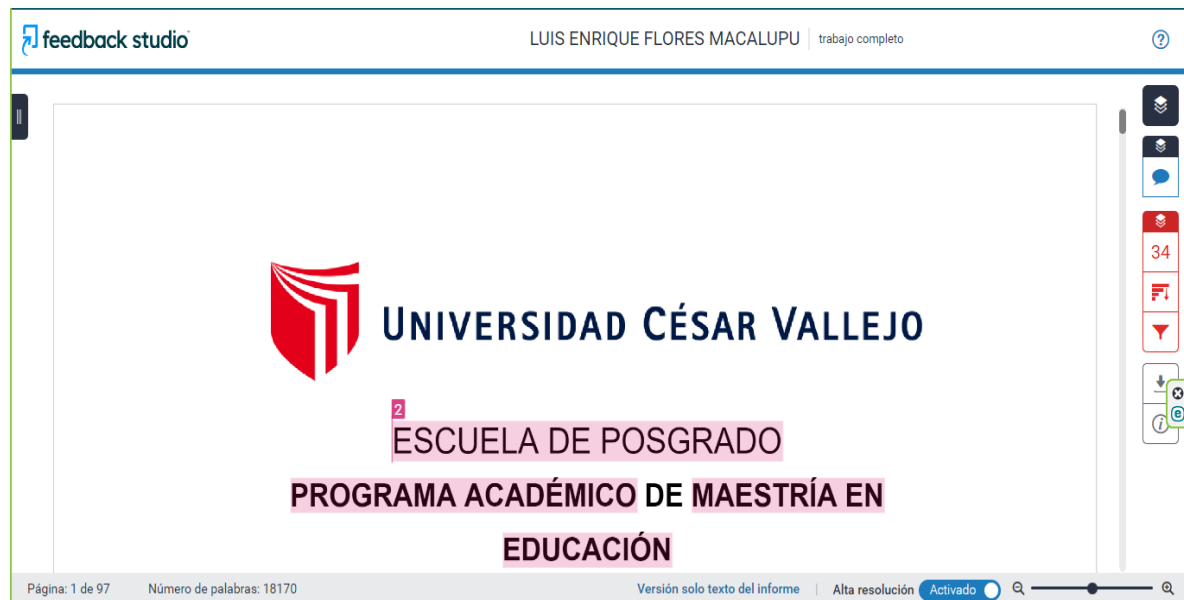 feedback studio
LUIS ENRIQUE FLORES MACALUPU trabajo completo
?
34
UNIVERSIDAD CÉSAR VALLEJO
2
ESCUELA DE POSGRADO
PROGRAMA ACADÉMICO DE MAESTRÍA EN
EDUCACIÓN
e
i
Página: 1 de 97 Número de palabras: 18170 Versión solo texto del informe | Alta resolución Activado